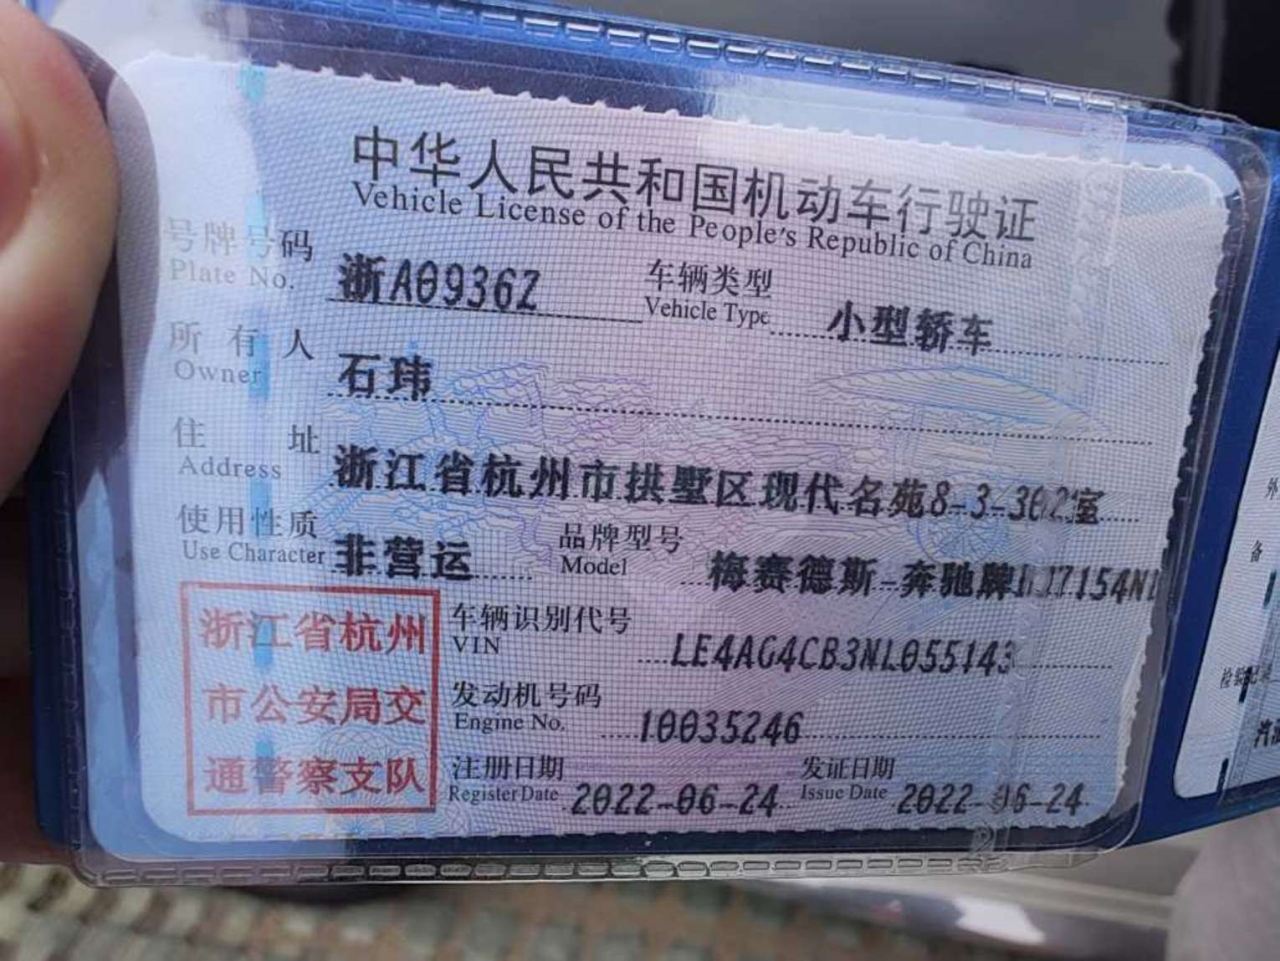 中华人民共和国机动车行驶证
Vehicle License of the People's Republic of China
号牌号码 浙A0936Z 车辆类型 小型轿车
Plate No. Vehicle Type
所有人 石玮
Owner
住址 浙江省杭州市拱墅区现代名苑8-3-302室
Address
使用性质 非营运 品牌型号 梅赛德斯-奔驰牌
Use Character Model
浙江省杭州
市公安局交
通警察支队
车辆识别代号 LE4AG4CB3NL055143
VIN
发动机号码 10035246
Engine No.
注册日期 2022-06-24 发证日期 2022-06-24
Register Date Issue Date